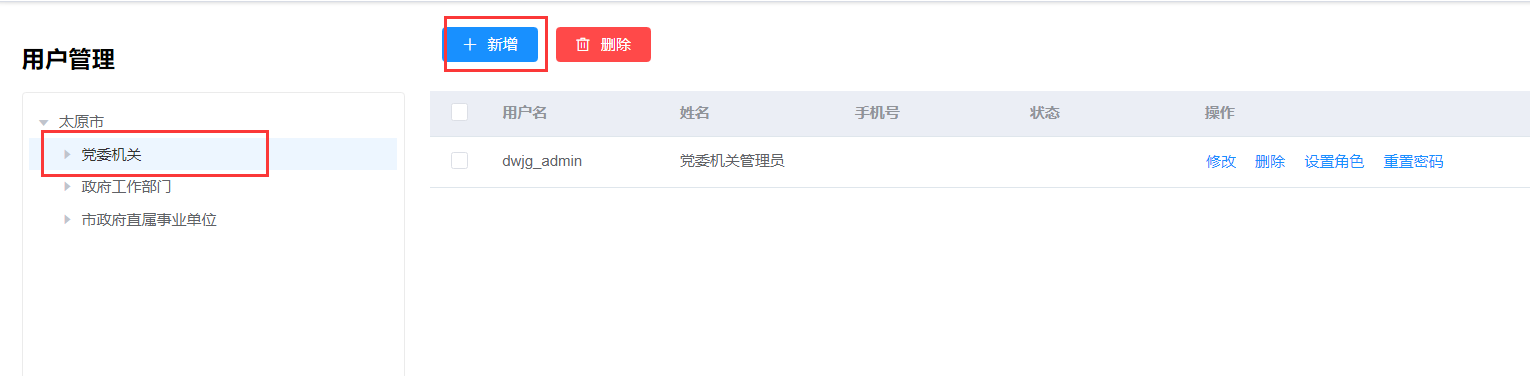 用户管理
太原市
党委机关
政府工作部门
市政府直属事业单位
新增 删除
用户名 姓名 手机号 状态 操作
dwjg_admin 党委机关管理员 修改 删除 设置角色 重置密码